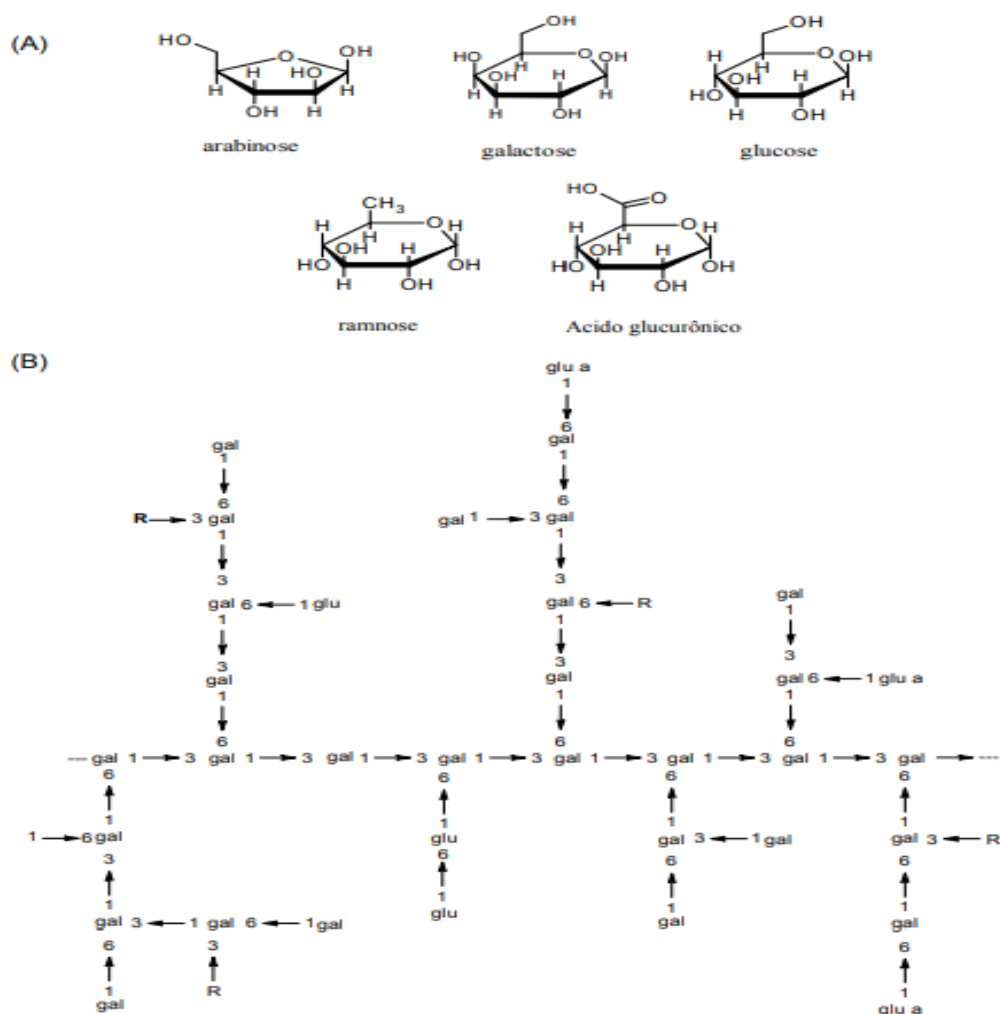 (A)
HO O OH H HO H H OH H
arabinose
OH HO O OH H OH H H H H OH
galactose
OH H O OH H OH HO H H H OH
glucose
CH3 H O H H OH H HO OH H OH
ramnose
HO O H O H H OH H HO OH H OH
Acido glucurônico
(B)
glu a
1
6
gal gal
1 1
6 6
R 3 gal gal 1 3 gal
1 1
3 3
gal
gal 6 1 glu gal 6 R
1 1 1
3 3 3
gal gal gal 6 1 glu a
1 1 1
6 6 6
--- gal 1 3 gal 1 3 gal 1 3 gal 1 3 gal 1 3 gal 1 3 gal 1 3 gal ---
6 6 6 6
1 1 1 1
1 6 gal glu gal 3 1 gal gal 3 R
3 6 6 6
1 1 1 1
gal 3 1 gal 6 1 gal glu gal gal
6 3 6
1 R 1
gal glu a